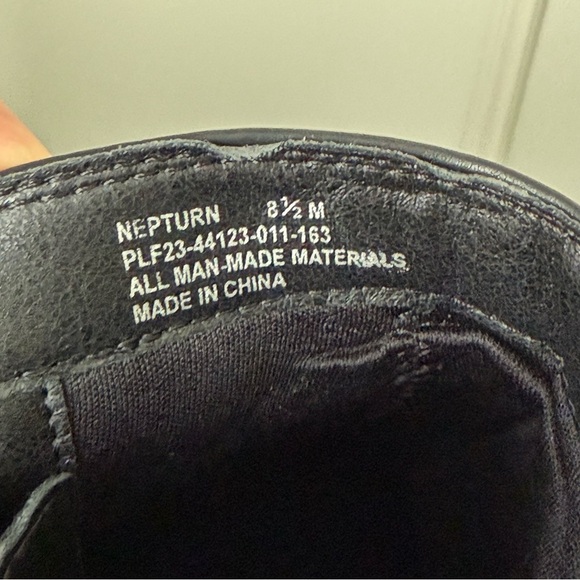 NEPTURN 8½ M
PLF23-44123-011-163
ALL MAN-MADE MATERIALS
MADE IN CHINA